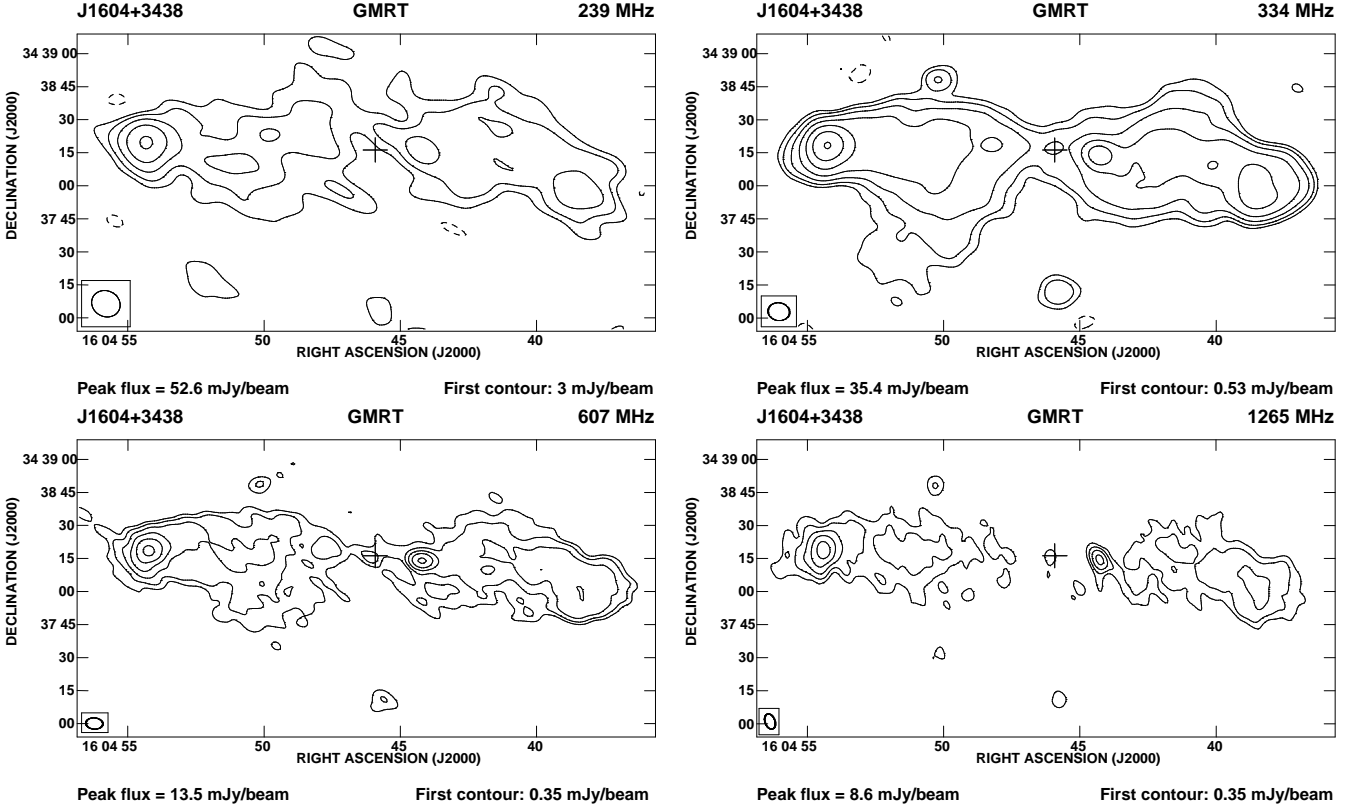 J1604+3438 GMRT 239 MHz
DECLINATION (J2000)
34 39 00
38 45
30
15
00
37 45
30
15
00
16 04 55 50 45 40
RIGHT ASCENSION (J2000)
Peak flux = 52.6 mJy/beam First contour: 3 mJy/beam
J1604+3438 GMRT 334 MHz
DECLINATION (J2000)
34 39 00
38 45
30
15
00
37 45
30
15
00
16 04 55 50 45 40
RIGHT ASCENSION (J2000)
Peak flux = 35.4 mJy/beam First contour: 0.53 mJy/beam
J1604+3438 GMRT 607 MHz
DECLINATION (J2000)
34 39 00
38 45
30
15
00
37 45
30
15
00
16 04 55 50 45 40
RIGHT ASCENSION (J2000)
Peak flux = 13.5 mJy/beam First contour: 0.35 mJy/beam
J1604+3438 GMRT 1265 MHz
DECLINATION (J2000)
34 39 00
38 45
30
15
00
37 45
30
15
00
16 04 55 50 45 40
RIGHT ASCENSION (J2000)
Peak flux = 8.6 mJy/beam First contour: 0.35 mJy/beam